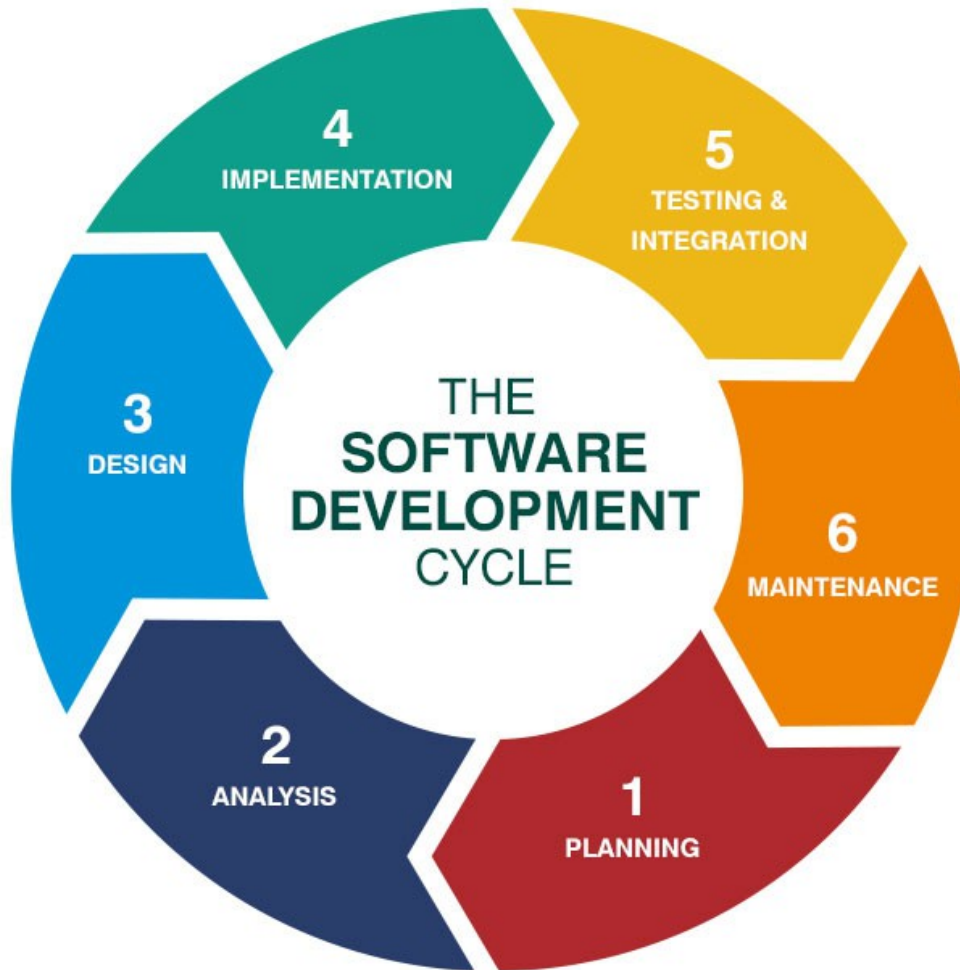 THE
SOFTWARE
DEVELOPMENT
CYCLE
1
PLANNING
2
ANALYSIS
3
DESIGN
4
IMPLEMENTATION
5
TESTING &
INTEGRATION
6
MAINTENANCE